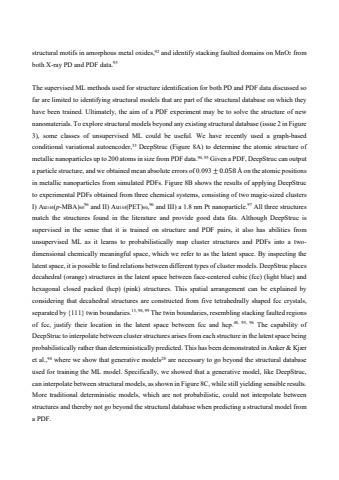 structural motifs in amorphous metal oxides,⁹² and identify stacking faulted domains on MnO₂ from
both X-ray PD and PDF data.⁹³
The supervised ML methods used for structure identification for both PD and PDF data discussed so
far are limited to identifying structural models that are part of the structural database on which they
have been trained. Ultimately, the aim of a PDF experiment may be to solve the structure of new
nanomaterials. To explore structural models beyond any existing structural database (issue 2 in Figure
3), some classes of unsupervised ML could be useful. We have recently used a graph-based
conditional variational autoencoder,³³ DeepStruc (Figure 8A) to determine the atomic structure of
metallic nanoparticles up to 200 atoms in size from PDF data.⁹⁴, ⁹⁵ Given a PDF, DeepStruc can output
a particle structure, and we obtained mean absolute errors of 0.093 ± 0.058 Å on the atomic positions
in metallic nanoparticles from simulated PDFs. Figure 8B shows the results of applying DeepStruc
to experimental PDFs obtained from three chemical systems, consisting of two magic-sized clusters
I) Au₁₄₄(p-MBA)₆₀⁹⁶ and II) Au₁₄₄(PET)₆₀,⁹⁶ and III) a 1.8 nm Pt nanoparticle.⁹⁷ All three structures
match the structures found in the literature and provide good data fits. Although DeepStruc is
supervised in the sense that it is trained on structure and PDF pairs, it also has abilities from
unsupervised ML as it learns to probabilistically map cluster structures and PDFs into a two-
dimensional chemically meaningful space, which we refer to as the latent space. By inspecting the
latent space, it is possible to find relations between different types of cluster models. DeepStruc places
decahedral (orange) structures in the latent space between face-centered cubic (fcc) (light blue) and
hexagonal closed packed (hcp) (pink) structures. This spatial arrangement can be explained by
considering that decahedral structures are constructed from five tetrahedrally shaped fcc crystals,
separated by {111} twin boundaries.¹³, ⁹⁸, ⁹⁹ The twin boundaries, resembling stacking faulted regions
of fcc, justify their location in the latent space between fcc and hcp. The capability of
DeepStruc to interpolate between cluster structures arises from each structure in the latent space being
probabilistically rather than deterministically predicted. This has been demonstrated in Anker & Kjær
et al.,⁹⁴ where we show that generative models²⁸ are necessary to go beyond the structural database
used for training the ML model. Specifically, we showed that a generative model, like DeepStruc,
can interpolate between structural models, as shown in Figure 8C, while still yielding sensible results.
More traditional deterministic models, which are not probabilistic, could not interpolate between
structures and thereby not go beyond the structural database when predicting a structural model from
a PDF.